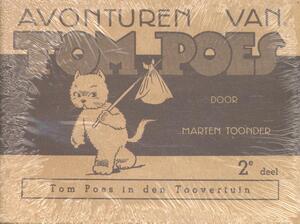 AVONTUREN VAN
TOM POES
DOOR
MARTEN TOONDER
2e deel
Tom Poes in den Toovertuin